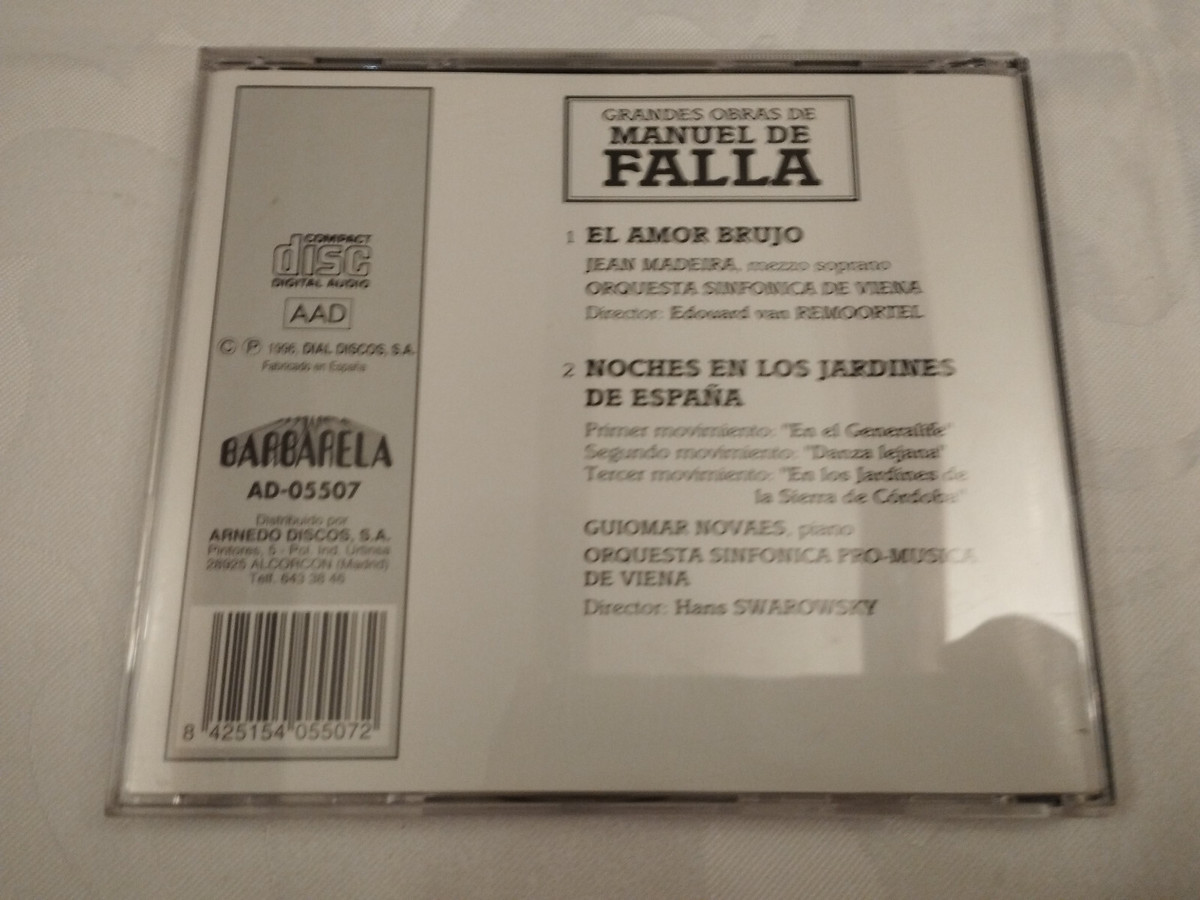 COMPACT
disc
DIGITAL AUDIO
AAD
© ℗ 1996, DIAL DISCOS, S.A.
Fabricado en España
BARBARELA
AD-05507
Distribuido por
ARNEDO DISCOS, S.A.
Pintores, 5 - Pol. Ind. Urtinsa
28925 ALCORCON (Madrid)
Telf. 643 38 46
8 425154 055072
GRANDES OBRAS DE
MANUEL DE
FALLA
1 EL AMOR BRUJO
JEAN MADEIRA, mezzo soprano
ORQUESTA SINFONICA DE VIENA
Director: Edouard van REMOORTEL
2 NOCHES EN LOS JARDINES
DE ESPAÑA
Primer movimiento: "En el Generalife"
Segundo movimiento: "Danza lejana"
Tercer movimiento: "En los Jardines de
la Sierra de Córdoba"
GUIOMAR NOVAES, piano
ORQUESTA SINFONICA PRO-MUSICA
DE VIENA
Director: Hans SWAROWSKY